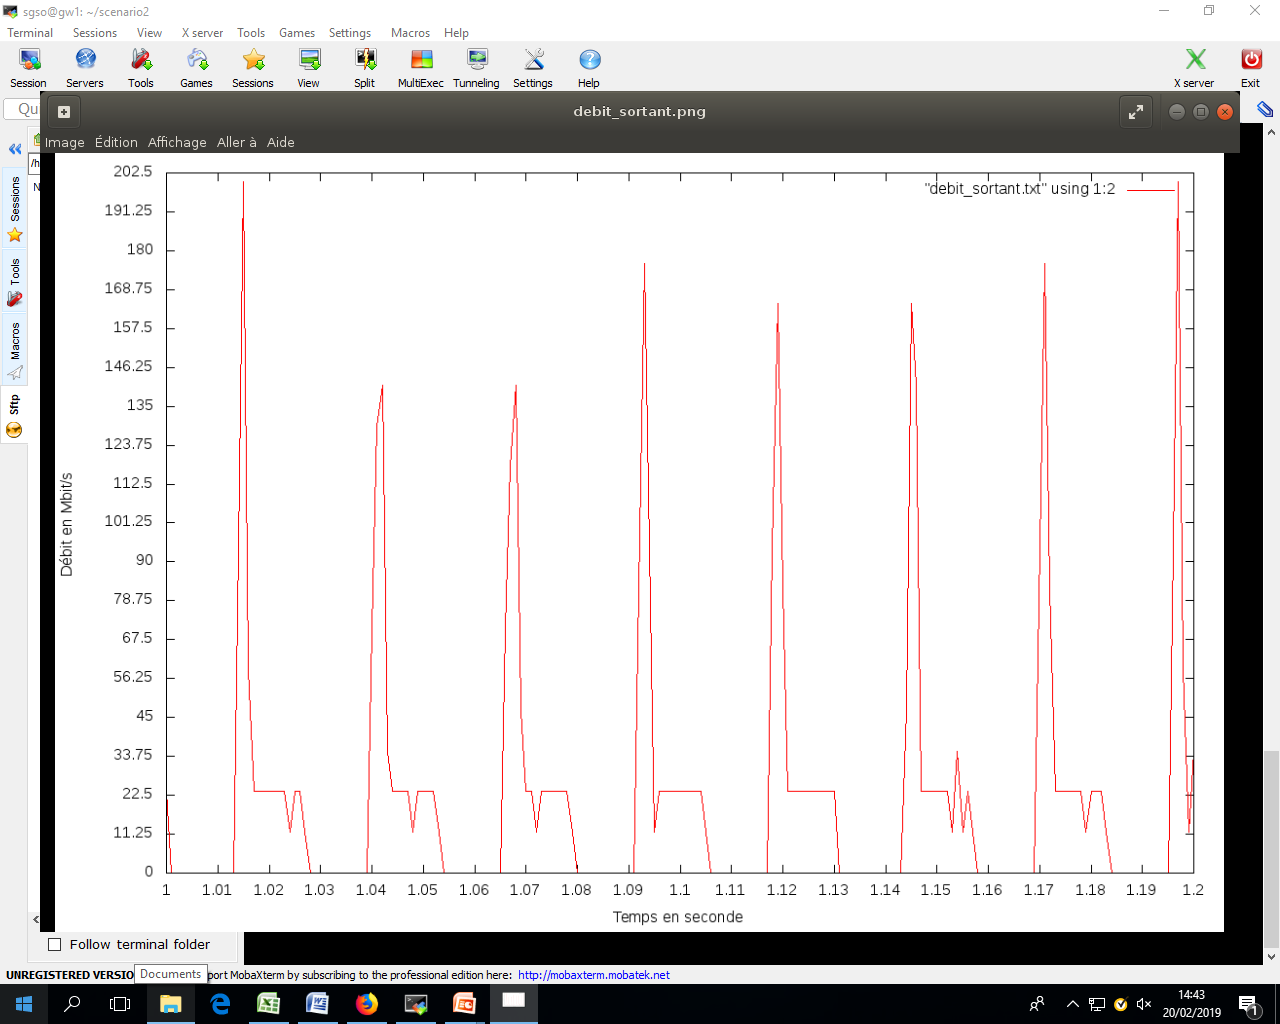 sgso@gw1: ~/scenario2
Terminal Sessions View X server Tools Games Settings Macros Help
Session Servers Tools Games Sessions View Split MultiExec Tunneling Settings Help X server Exit
debit_sortant.png
Image Édition Affichage Aller à Aide
Sessions
Tools
Macros
Sftp
"debit_sortant.txt" using 1:2
202.5
191.25
180
168.75
157.5
146.25
135
123.75
112.5
101.25
90
78.75
67.5
56.25
45
33.75
22.5
11.25
0
Débit en Mbit/s
1 1.01 1.02 1.03 1.04 1.05 1.06 1.07 1.08 1.09 1.1 1.11 1.12 1.13 1.14 1.15 1.16 1.17 1.18 1.19 1.2
Temps en seconde
Follow terminal folder
UNREGISTERED VERSIO port MobaXterm by subscribing to the professional edition here: http://mobaxterm.mobatek.net
Documents
14:43
20/02/2019
1